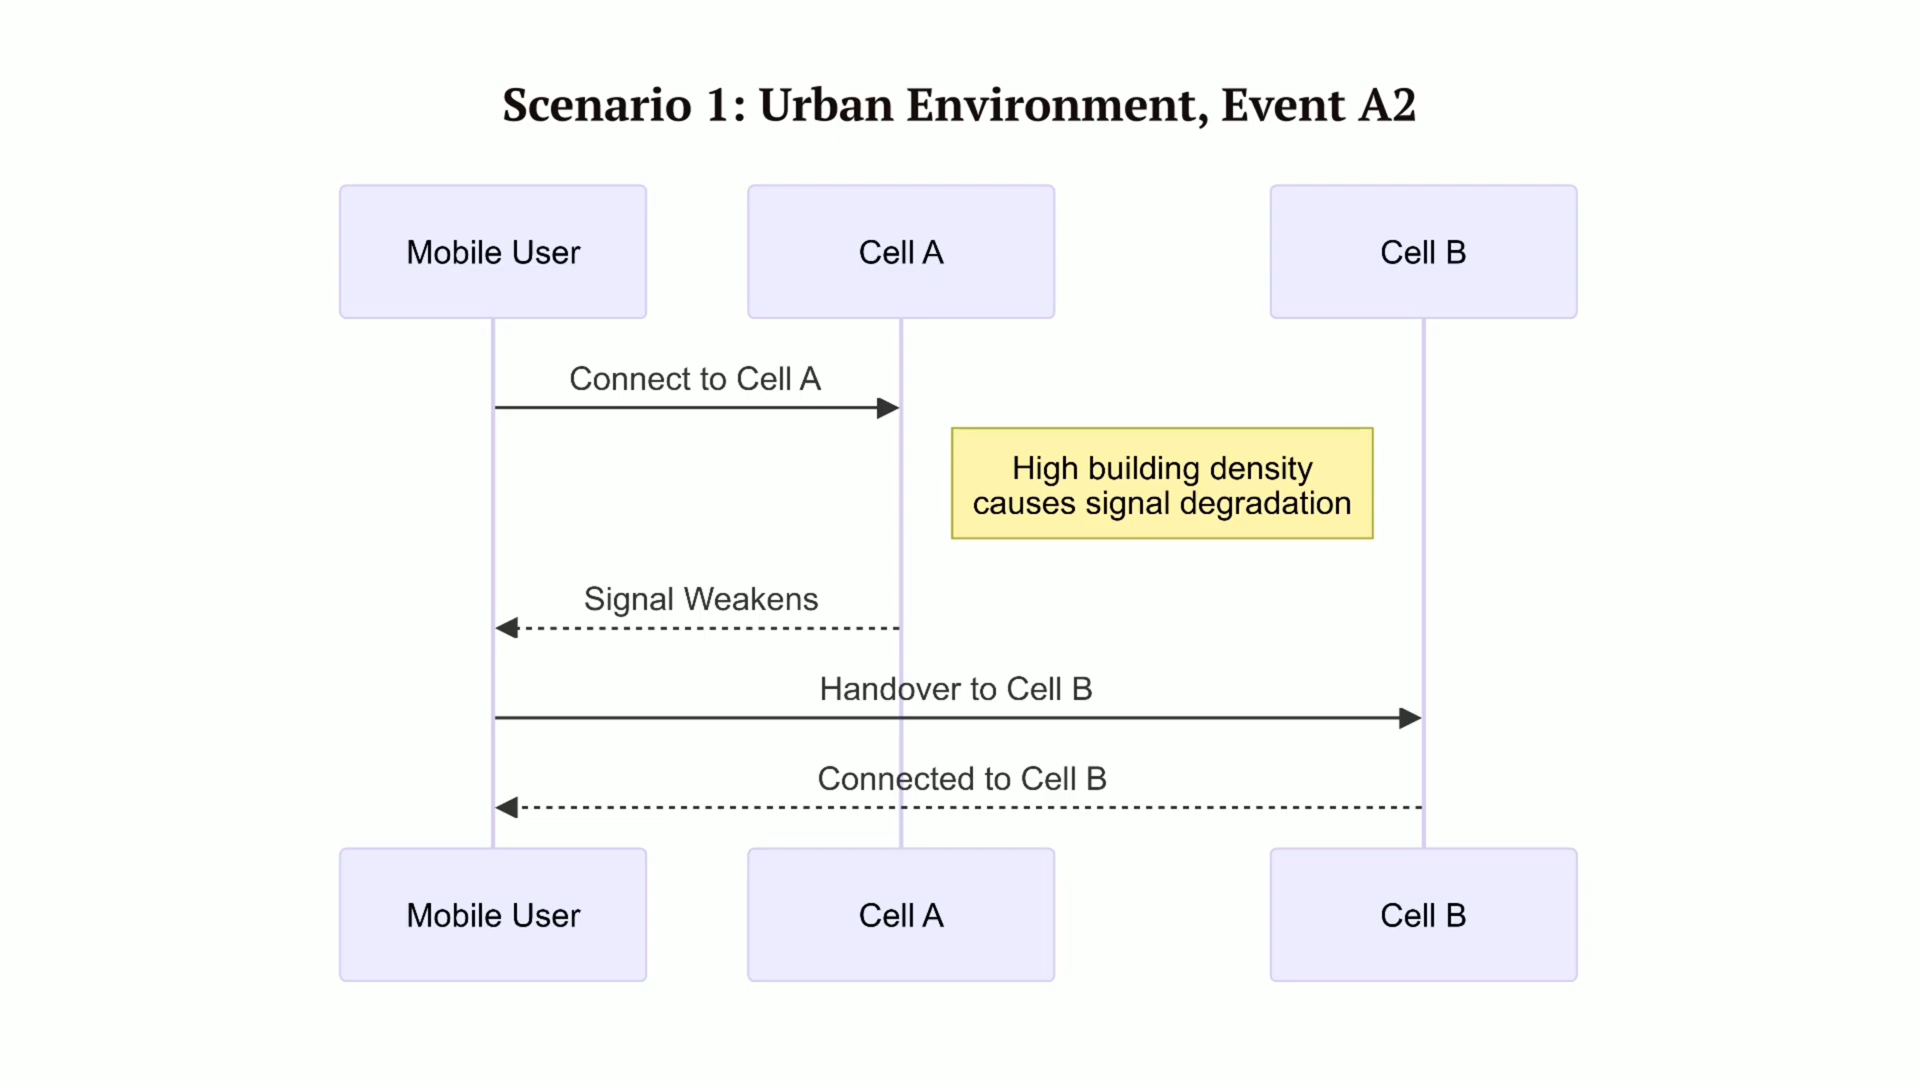 Scenario 1: Urban Environment, Event A2
Mobile User
Cell A
Cell B
Connect to Cell A
High building density
causes signal degradation
Signal Weakens
Handover to Cell B
Connected to Cell B
Mobile User
Cell A
Cell B